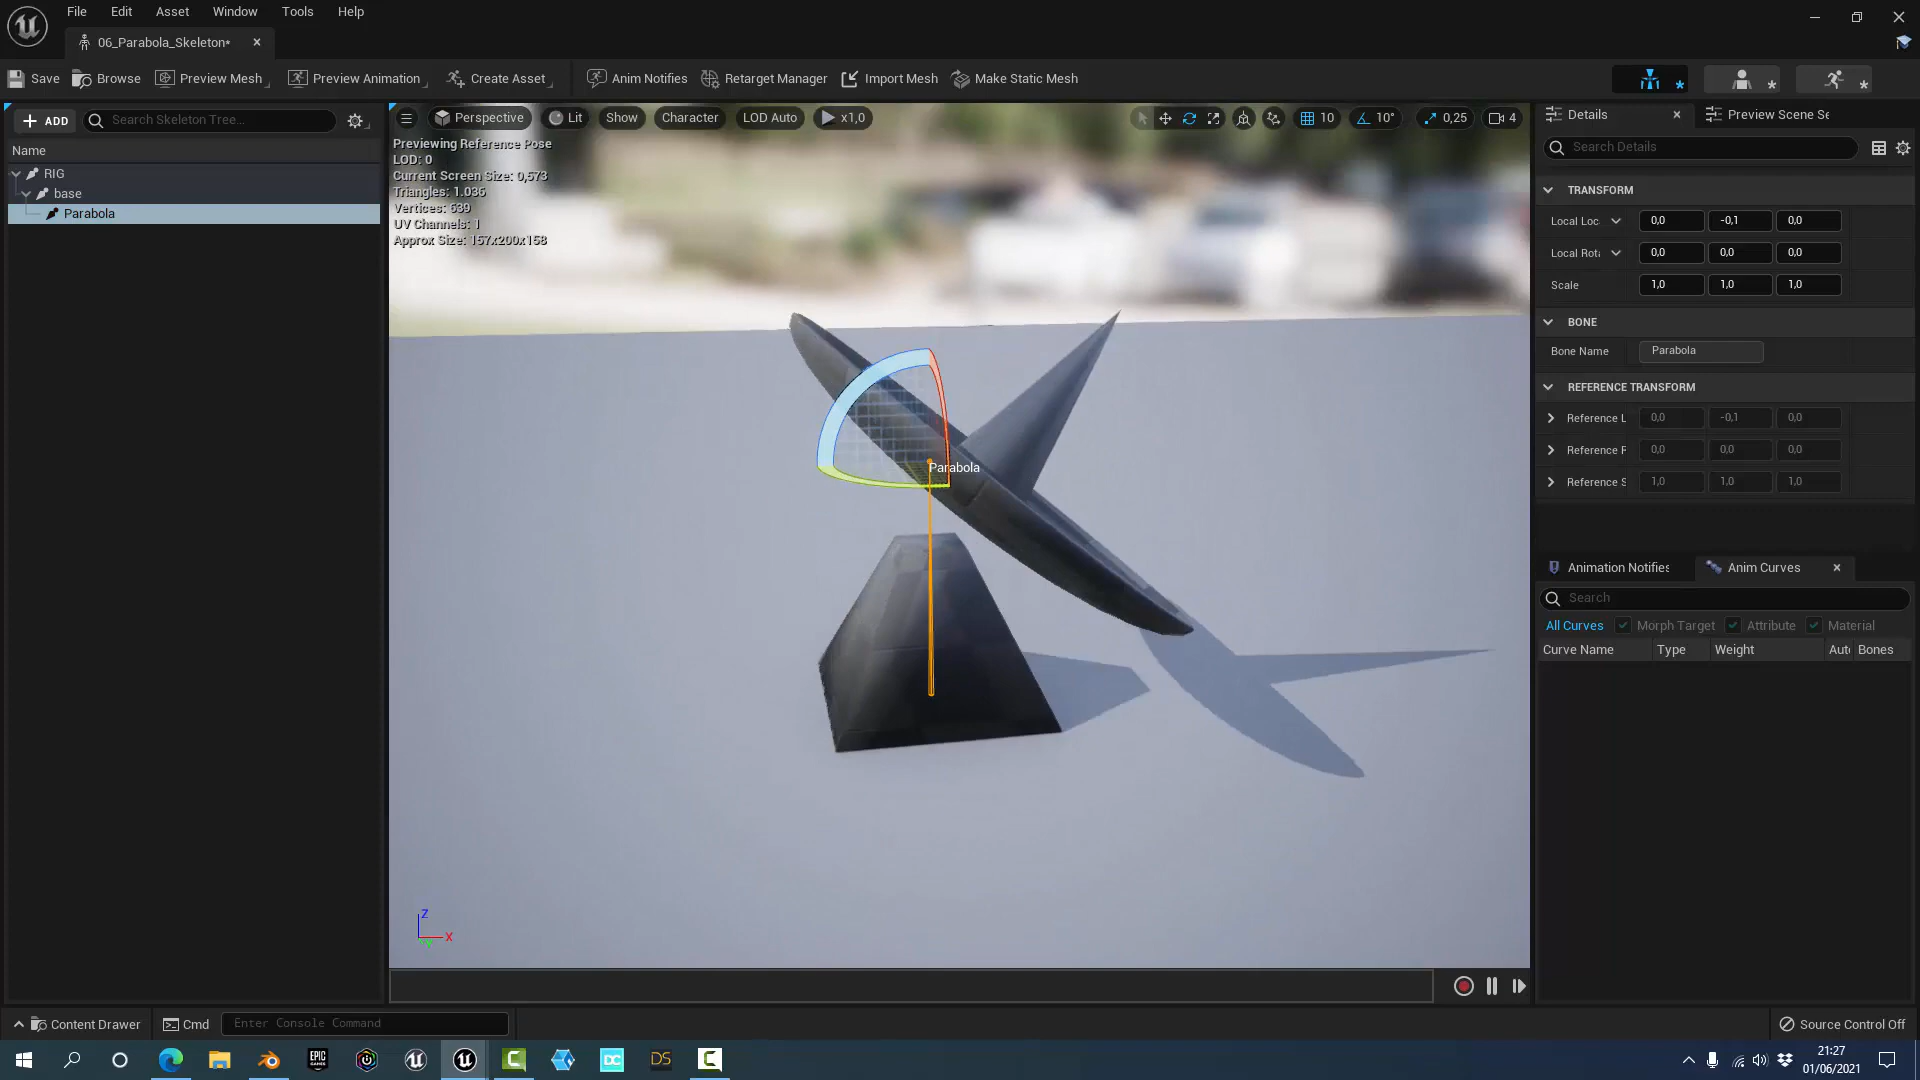 File Edit Asset Window Tools Help
06_Parabola_Skeleton*
Save Browse Preview Mesh Preview Animation Create Asset Anim Notifies Retarget Manager Import Mesh Make Static Mesh
ADD Search Skeleton Tree...
Name
RIG
base
Parabola
Perspective Lit Show Character LOD Auto x1,0 10 10° 0,25 4
Previewing Reference Pose
LOD: 0
Current Screen Size: 0,573
Triangles: 1.036
Vertices: 639
UV Channels: 1
Approx Size: 157x200x158
Parabola
Z
X
Y
Details Preview Scene Se
Search Details
TRANSFORM
Local Loc 0,0 -0,1 0,0
Local Rota 0,0 0,0 0,0
Scale 1,0 1,0 1,0
BONE
Bone Name Parabola
REFERENCE TRANSFORM
Reference L 0,0 -0,1 0,0
Reference F 0,0 0,0 0,0
Reference S 1,0 1,0 1,0
Animation Notifies Anim Curves
Search
All Curves Morph Target Attribute Material
Curve Name Type Weight Aut Bones
Content Drawer Cmd Enter Console Command Source Control Off
EPIC GAMES DC DS
21:27
01/06/2021